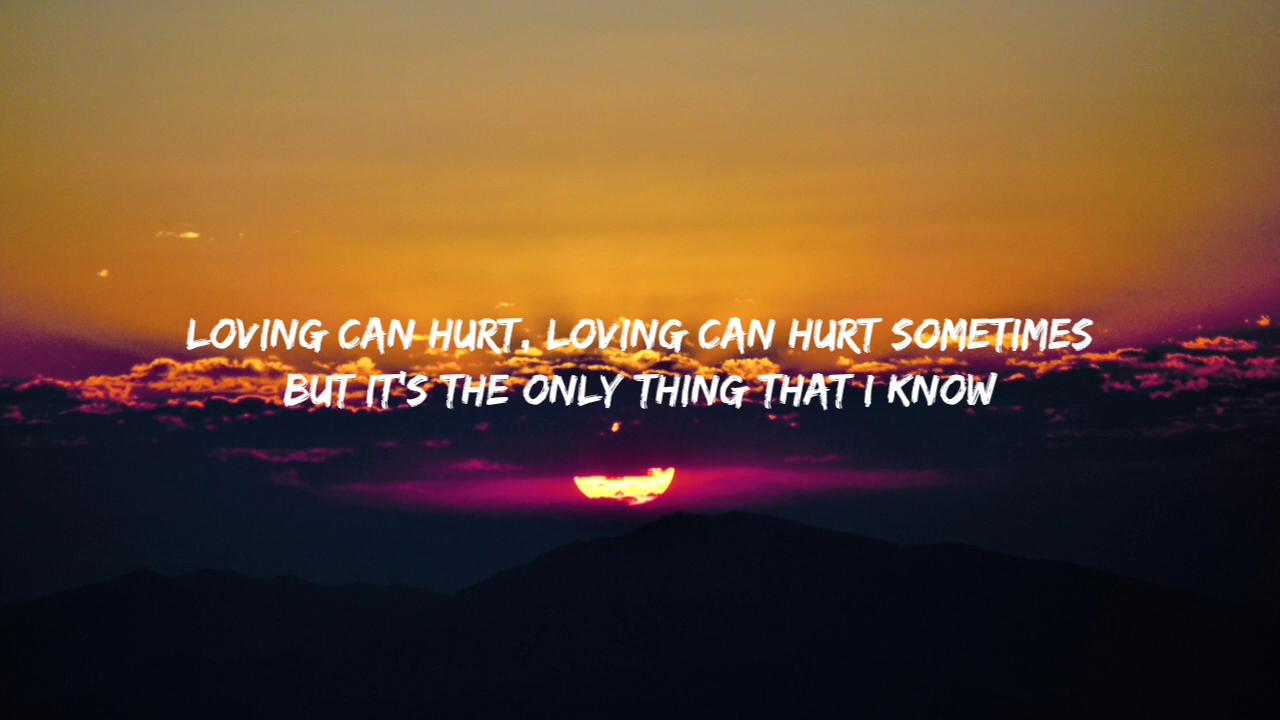 LOVING CAN HURT, LOVING CAN HURT SOMETIMES
BUT IT'S THE ONLY THING THAT I KNOW